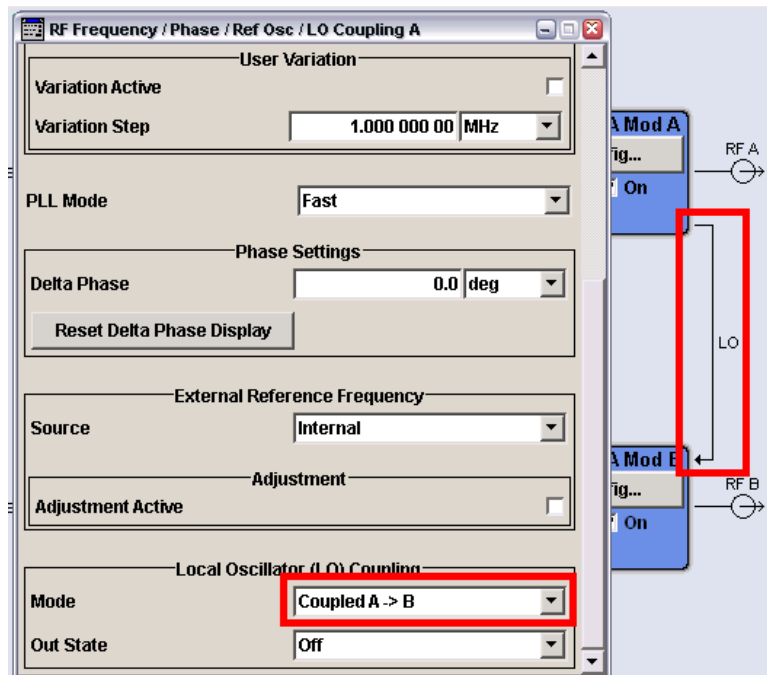 RF Frequency / Phase / Ref Osc / LO Coupling A
User Variation
Variation Active
Variation Step 1.000 000 00 MHz
PLL Mode Fast
Phase Settings
Delta Phase 0.0 deg
Reset Delta Phase Display
External Reference Frequency
Source Internal
Adjustment
Adjustment Active
Local Oscillator (LO) Coupling
Mode Coupled A -> B
Out State Off
A Mod A
ig...
On
RF A
LO
A Mod B
ig...
On
RF B